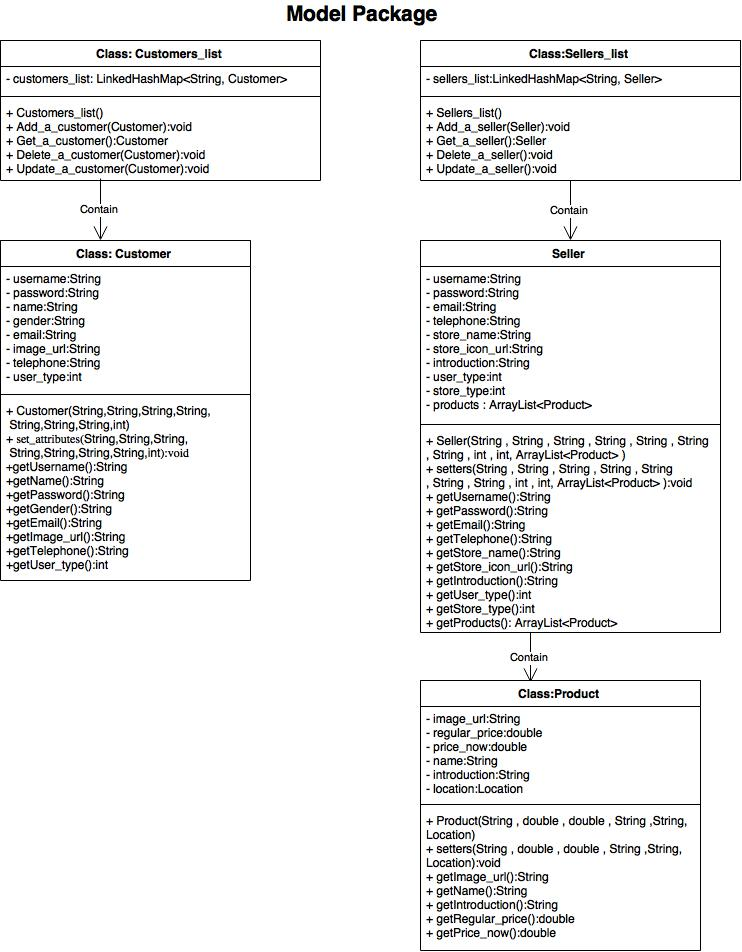 Model Package
Class: Customers_list
- customers_list: LinkedHashMap<String, Customer>
+ Customers_list()
+ Add_a_customer(Customer):void
+ Get_a_customer():Customer
+ Delete_a_customer(Customer):void
+ Update_a_customer(Customer):void
Contain
Class: Customer
- username:String
- password:String
- name:String
- gender:String
- email:String
- image_url:String
- telephone:String
- user_type:int
+ Customer(String,String,String,String,
String,String,String,int)
+ set_attributes(String,String,String,
String,String,String,String,int):void
+getUsername():String
+getName():String
+getPassword():String
+getGender():String
+getEmail():String
+getImage_url():String
+getTelephone():String
+getUser_type():int
Class:Sellers_list
- sellers_list:LinkedHashMap<String, Seller>
+ Sellers_list()
+ Add_a_seller(Seller):void
+ Get_a_seller():Seller
+ Delete_a_seller():void
+ Update_a_seller():void
Contain
Seller
- username:String
- password:String
- email:String
- telephone:String
- store_name:String
- store_icon_url:String
- introduction:String
- user_type:int
- store_type:int
- products : ArrayList<Product>
+ Seller(String , String , String , String , String , String
, String , int , int, ArrayList<Product> )
+ setters(String , String , String , String , String
, String , String , int , int, ArrayList<Product> ):void
+ getUsername():String
+ getPassword():String
+ getEmail():String
+ getTelephone():String
+ getStore_name():String
+ getStore_icon_url():String
+ getIntroduction():String
+ getUser_type():int
+ getStore_type():int
+ getProducts(): ArrayList<Product>
Contain
Class:Product
- image_url:String
- regular_price:double
- price_now:double
- name:String
- introduction:String
- location:Location
+ Product(String , double , double , String ,String,
Location)
+ setters(String , double , double , String ,String,
Location):void
+ getImage_url():String
+ getName():String
+ getIntroduction():String
+ getRegular_price():double
+ getPrice_now():double